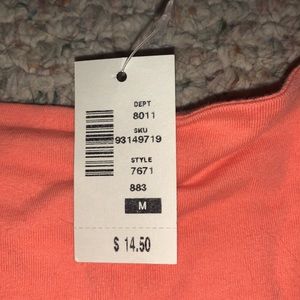 DEPT
8011
SKU
93149719
STYLE
7671
883
M
$ 14.50